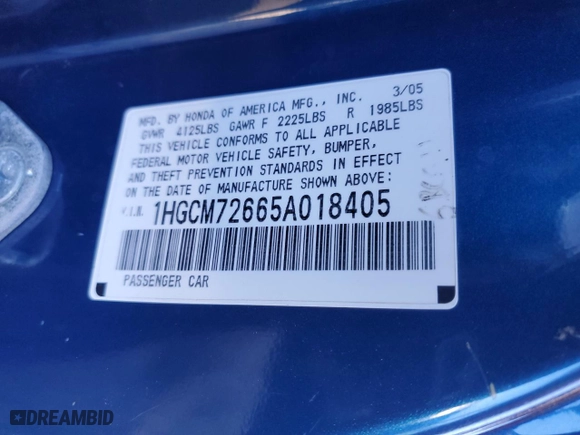 MFD. BY HONDA OF AMERICA MFG., INC. 3/05
GVWR 4125LBS GAWR F 2225LBS R 1985LBS
THIS VEHICLE CONFORMS TO ALL APPLICABLE
FEDERAL MOTOR VEHICLE SAFETY, BUMPER,
AND THEFT PREVENTION STANDARDS IN EFFECT
ON THE DATE OF MANUFACTURE SHOWN ABOVE:
V.I.N. 1HGCM72665A018405
PASSENGER CAR
DREAMBID